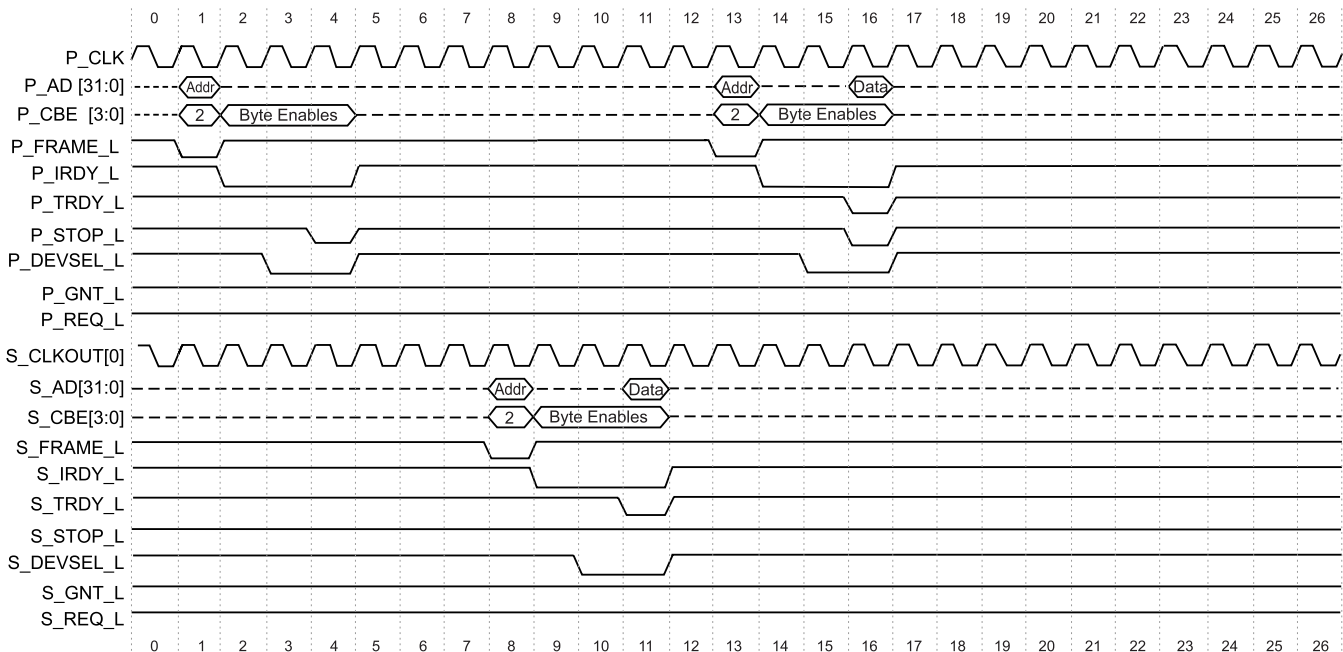 0 1 2 3 4 5 6 7 8 9 10 11 12 13 14 15 16 17 18 19 20 21 22 23 24 25 26
P_CLK
P_AD [31:0] Addr Addr Data
P_CBE [3:0] 2 Byte Enables 2 Byte Enables
P_FRAME_L
P_IRDY_L
P_TRDY_L
P_STOP_L
P_DEVSEL_L
P_GNT_L
P_REQ_L
S_CLKOUT[0]
S_AD[31:0] Addr Data
S_CBE[3:0] 2 Byte Enables
S_FRAME_L
S_IRDY_L
S_TRDY_L
S_STOP_L
S_DEVSEL_L
S_GNT_L
S_REQ_L
0 1 2 3 4 5 6 7 8 9 10 11 12 13 14 15 16 17 18 19 20 21 22 23 24 25 26